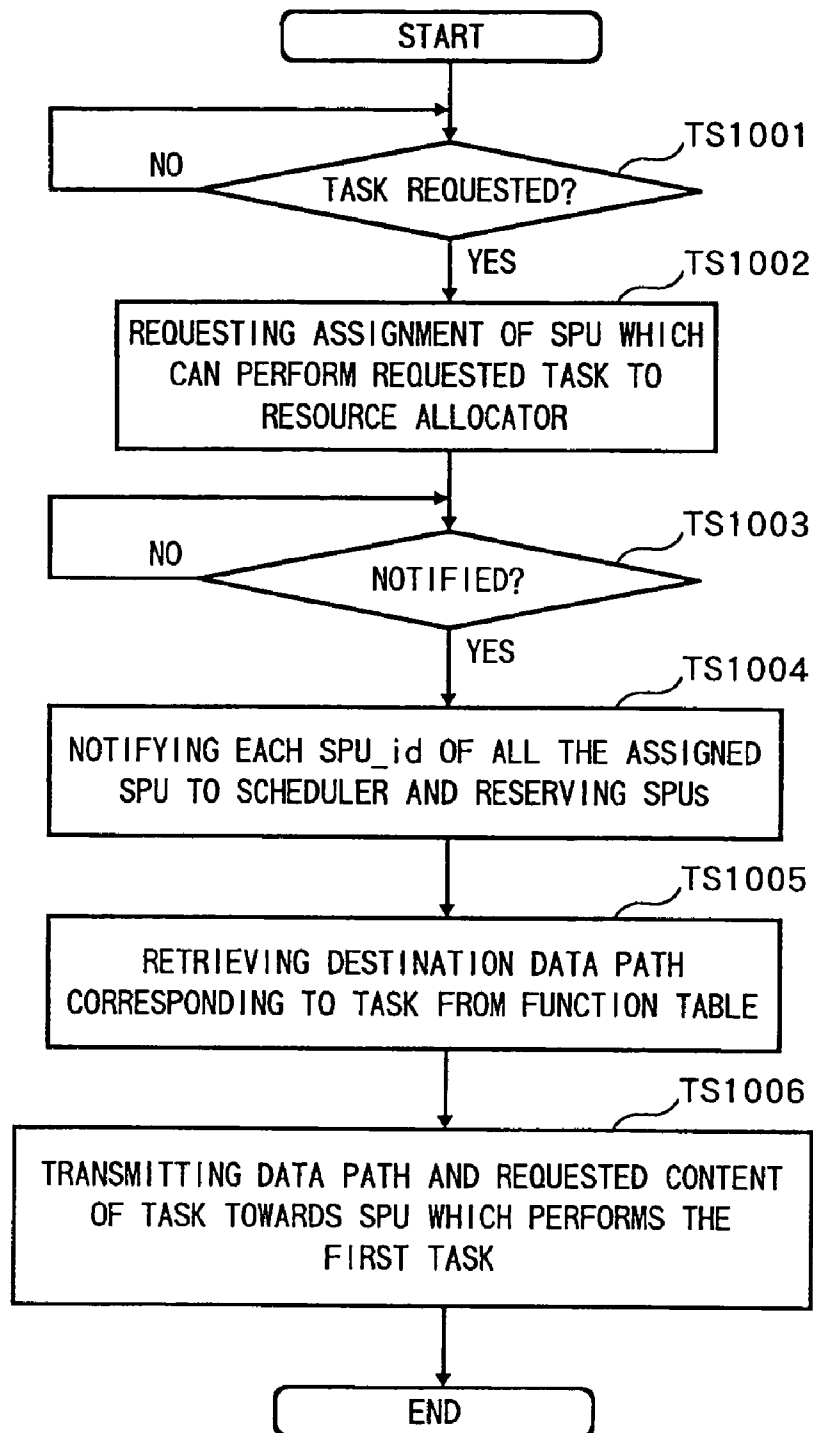 START
TS1001
NO
TASK REQUESTED?
YES
TS1002
REQUESTING ASSIGNMENT OF SPU WHICH
CAN PERFORM REQUESTED TASK TO
RESOURCE ALLOCATOR
TS1003
NO
NOTIFIED?
YES
TS1004
NOTIFYING EACH SPU_id OF ALL THE ASSIGNED
SPU TO SCHEDULER AND RESERVING SPUs
TS1005
RETRIEVING DESTINATION DATA PATH
CORRESPONDING TO TASK FROM FUNCTION TABLE
TS1006
TRANSMITTING DATA PATH AND REQUESTED CONTENT
OF TASK TOWARDS SPU WHICH PERFORMS THE
FIRST TASK
END